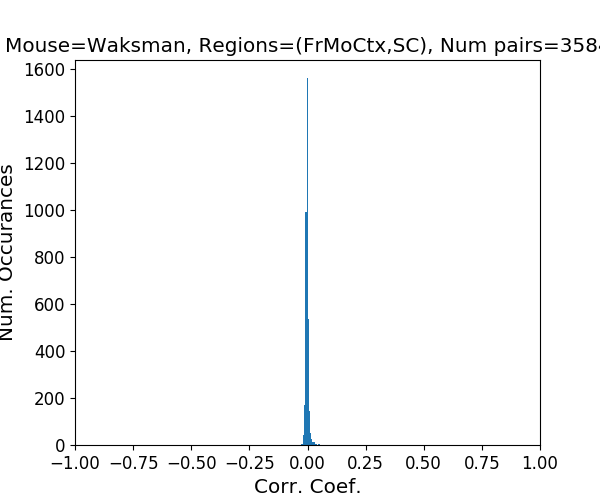 Mouse=Waksman, Regions=(FrMoCtx,SC), Num pairs=3584
1600
1400
1200
1000
800
600
400
200
0
Num. Occurances
−1.00 −0.75 −0.50 −0.25 0.00 0.25 0.50 0.75 1.00
Corr. Coef.